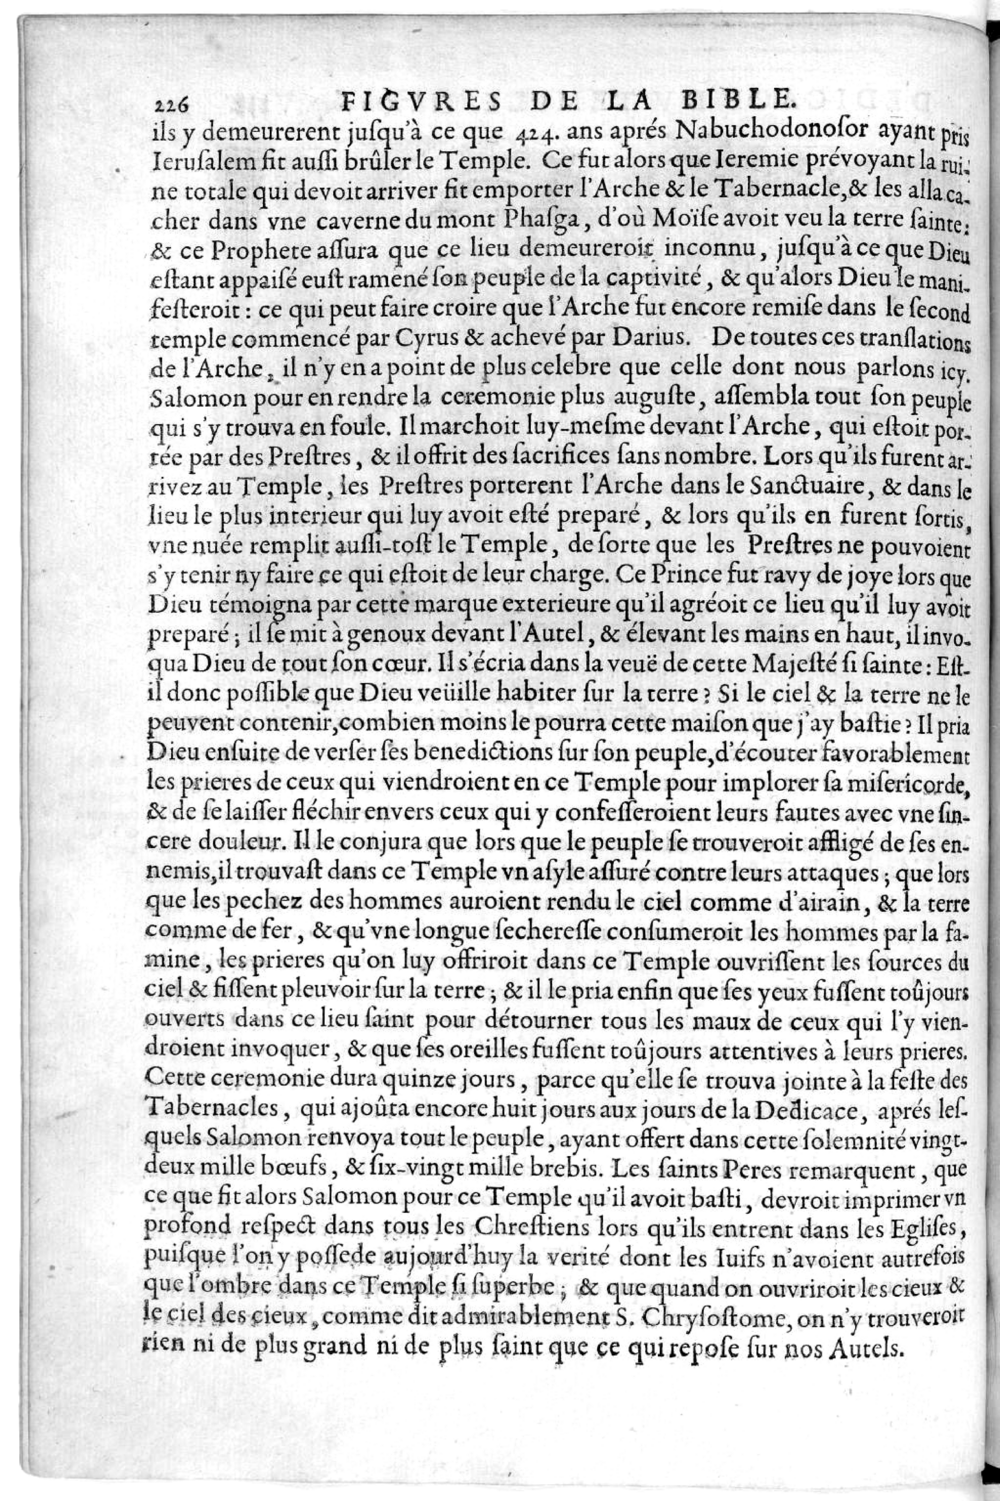 226 FIGVRES DE LA BIBLE.
ils y demeurerent juſqu'à ce que 424. ans aprés Nabuchodonoſor ayant pris
Ieruſalem fit auſſi brûler le Temple. Ce fut alors que Ieremie prévoyant la rui-
ne totale qui devoit arriver fit emporter l'Arche & le Tabernacle, & les alla ca-
cher dans vne caverne du mont Phaſga, d'où Moïſe avoit veu la terre ſainte:
& ce Prophete aſſura que ce lieu demeureroit inconnu, juſqu'à ce que Dieu
eſtant appaiſé euſt ramené ſon peuple de la captivité, & qu'alors Dieu le mani-
feſteroit : ce qui peut faire croire que l'Arche fut encore remiſe dans le ſecond
temple commencé par Cyrus & achevé par Darius. De toutes ces tranſlations
de l'Arche, il n'y en a point de plus celebre que celle dont nous parlons icy.
Salomon pour en rendre la ceremonie plus auguſte, aſſembla tout ſon peuple
qui s'y trouva en foule. Il marchoit luy-meſme devant l'Arche, qui eſtoit por-
tée par des Preſtres, & il offrit des ſacrifices ſans nombre. Lors qu'ils furent ar-
rivez au Temple, les Preſtres porterent l'Arche dans le Sanctuaire, & dans le
lieu le plus interieur qui luy avoit eſté preparé, & lors qu'ils en furent ſortis,
vne nuée remplit auſſi-toſt le Temple, de ſorte que les Preſtres ne pouvoient
s'y tenir ny faire ce qui eſtoit de leur charge. Ce Prince fut ravy de joye lors que
Dieu témoigna par cette marque exterieure qu'il agréoit ce lieu qu'il luy avoit
preparé ; il ſe mit à genoux devant l'Autel, & élevant les mains en haut, il invo-
qua Dieu de tout ſon cœur. Il s'écria dans la veuë de cette Majeſté ſi ſainte : Eſt-
il donc poſſible que Dieu veüille habiter ſur la terre ? Si le ciel & la terre ne le
peuvent contenir, combien moins le pourra cette maiſon que j'ay baſtie ? Il pria
Dieu enſuite de verſer ſes benedictions ſur ſon peuple, d'écouter favorablement
les prieres de ceux qui viendroient en ce Temple pour implorer ſa miſericorde,
& de ſe laiſſer fléchir envers ceux qui y confeſſeroient leurs fautes avec vne ſin-
cere douleur. Il le conjura que lors que le peuple ſe trouveroit affligé de ſes en-
nemis, il trouvaſt dans ce Temple vn aſyle aſſuré contre leurs attaques ; que lors
que les pechez des hommes auroient rendu le ciel comme d'airain, & la terre
comme de fer, & qu'vne longue ſechereſſe conſumeroit les hommes par la fa-
mine, les prieres qu'on luy offriroit dans ce Temple ouvriſſent les ſources du
ciel & fiſſent pleuvoir ſur la terre ; & il le pria enfin que ſes yeux fuſſent toûjours
ouverts dans ce lieu ſaint pour détourner tous les maux de ceux qui l'y vien-
droient invoquer, & que ſes oreilles fuſſent toûjours attentives à leurs prieres.
Cette ceremonie dura quinze jours, parce qu'elle ſe trouva jointe à la feſte des
Tabernacles, qui ajoûta encore huit jours aux jours de la Dedicace, aprés leſ-
quels Salomon renvoya tout le peuple, ayant offert dans cette ſolemnité vingt-
deux mille bœufs, & ſix-vingt mille brebis. Les ſaints Peres remarquent, que
ce que fit alors Salomon pour ce Temple qu'il avoit baſti, devroit imprimer vn
profond reſpect dans tous les Chreſtiens lors qu'ils entrent dans les Egliſes,
puiſque l'on y poſſede aujourd'huy la verité dont les Iuifs n'avoient autrefois
que l'ombre dans ce Temple ſi ſuperbe ; & que quand on ouvriroit les cieux &
le ciel des cieux, comme dit admirablement S. Chryſoſtome, on n'y trouveroit
rien ni de plus grand ni de plus ſaint que ce qui repoſe ſur nos Autels.